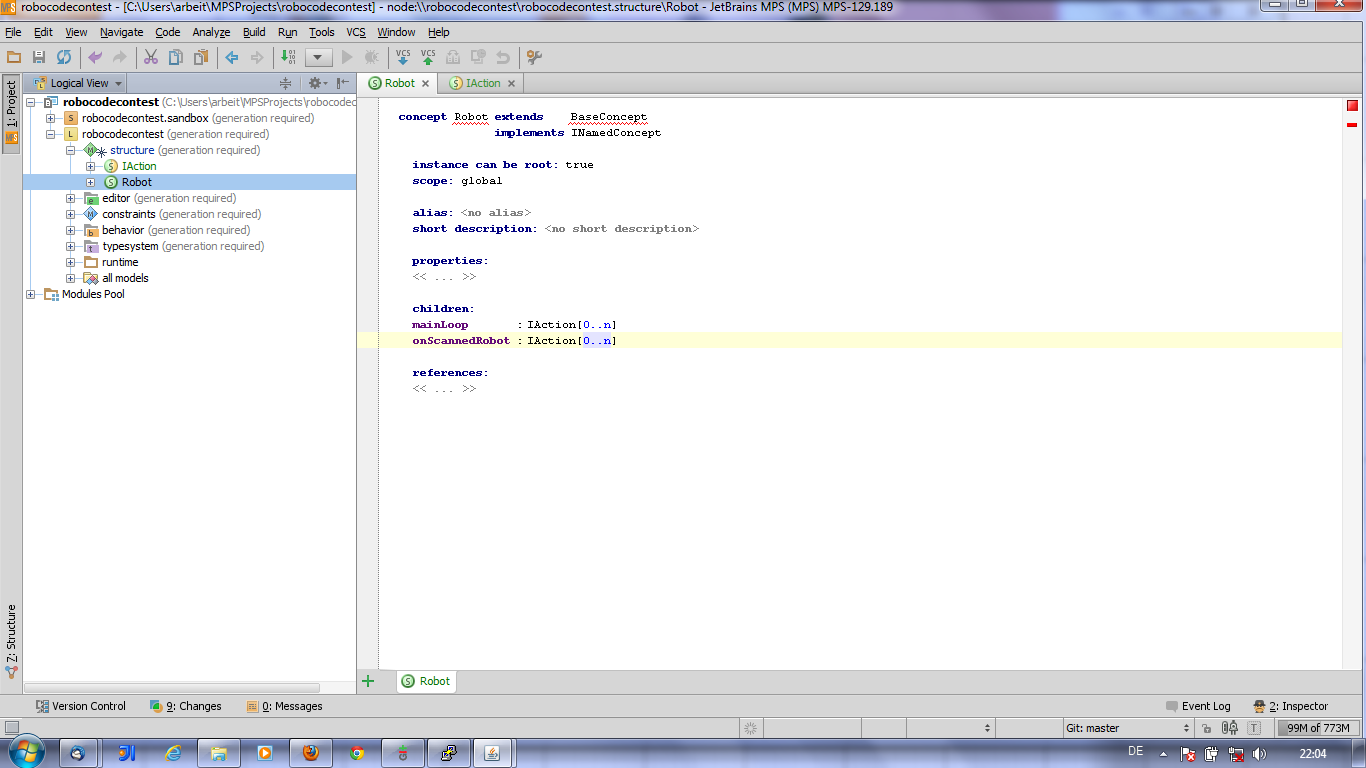 robocodecontest - [C:\Users\arbeit\MPSProjects\robocodecontest] - node:\\robocodecontest\robocodecontest.structure\Robot - JetBrains MPS (MPS) MPS-129.189
File Edit View Navigate Code Analyze Build Run Tools VCS Window Help
VCS VCS
1: Project
Z: Structure
Logical View
robocodecontest (C:\Users\arbeit\MPSProjects\robocodec
robocodecontest.sandbox (generation required)
robocodecontest (generation required)
structure (generation required)
IAction
Robot
editor (generation required)
constraints (generation required)
behavior (generation required)
typesystem (generation required)
runtime
all models
Modules Pool
Robot IAction
concept Robot extends BaseConcept
implements INamedConcept
instance can be root: true
scope: global
alias: <no alias>
short description: <no short description>
properties:
<< ... >>
children:
mainLoop : IAction[0..n]
onScannedRobot : IAction[0..n]
references:
<< ... >>
Robot
Version Control 9: Changes 0: Messages Event Log 2: Inspector
Git: master T 99M of 773M
DE 22:04